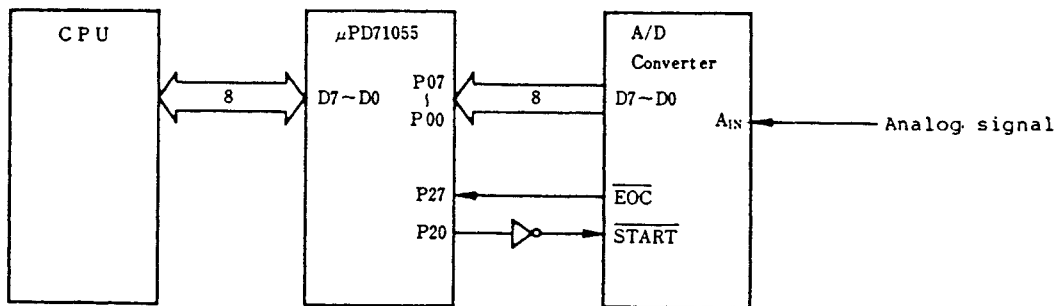 CPU
μPD71055
A/D
Converter
8
D7~D0
P07
~
P00
8
D7~D0
AIN
Analog signal
P27
EOC
P20
START